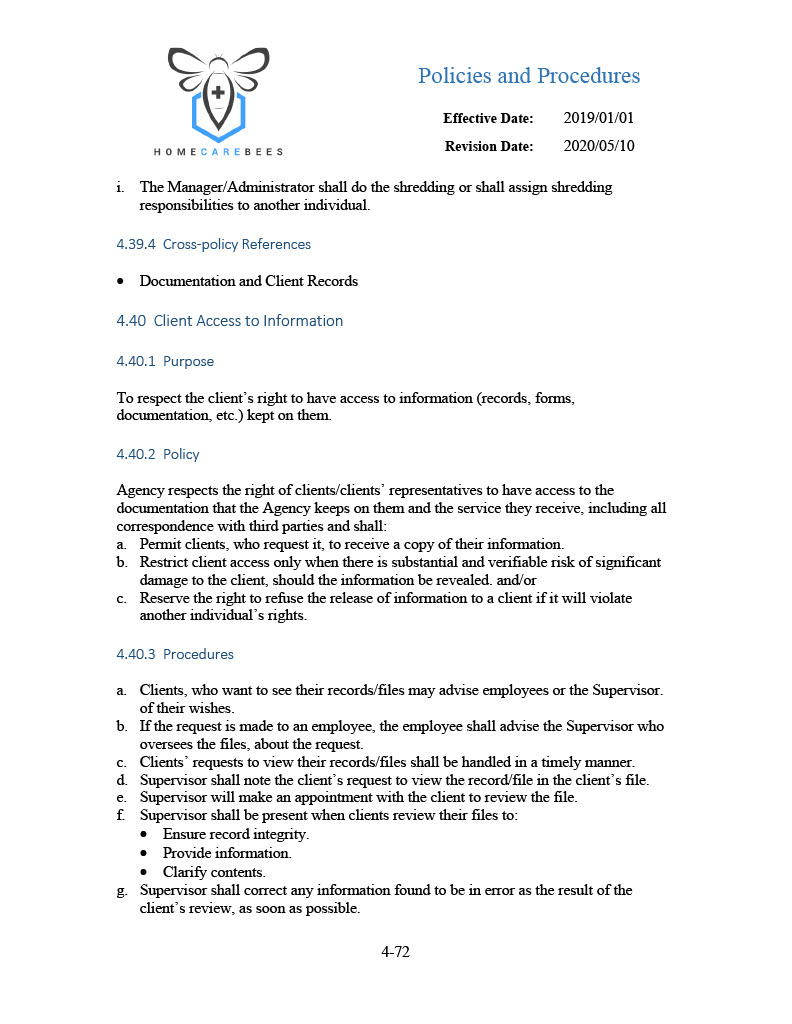 Policies and Procedures
Effective Date: 2019/01/01
Revision Date: 2020/05/10
HOMECAREBEES
i. The Manager/Administrator shall do the shredding or shall assign shredding
responsibilities to another individual.
4.39.4 Cross-policy References
• Documentation and Client Records
4.40 Client Access to Information
4.40.1 Purpose
To respect the client’s right to have access to information (records, forms,
documentation, etc.) kept on them.
4.40.2 Policy
Agency respects the right of clients/clients’ representatives to have access to the
documentation that the Agency keeps on them and the service they receive, including all
correspondence with third parties and shall:
a. Permit clients, who request it, to receive a copy of their information.
b. Restrict client access only when there is substantial and verifiable risk of significant
damage to the client, should the information be revealed. and/or
c. Reserve the right to refuse the release of information to a client if it will violate
another individual’s rights.
4.40.3 Procedures
a. Clients, who want to see their records/files may advise employees or the Supervisor.
of their wishes.
b. If the request is made to an employee, the employee shall advise the Supervisor who
oversees the files, about the request.
c. Clients’ requests to view their records/files shall be handled in a timely manner.
d. Supervisor shall note the client’s request to view the record/file in the client’s file.
e. Supervisor will make an appointment with the client to review the file.
f. Supervisor shall be present when clients review their files to:
• Ensure record integrity.
• Provide information.
• Clarify contents.
g. Supervisor shall correct any information found to be in error as the result of the
client’s review, as soon as possible.
4-72